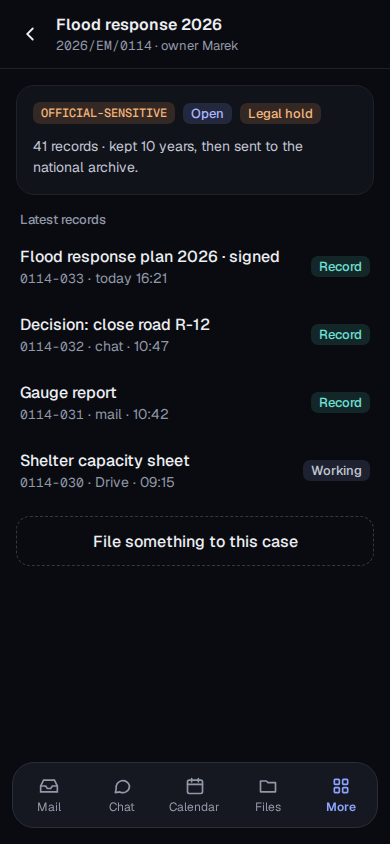 Flood response 2026
2026/EM/0114 · owner Marek
OFFICIAL-SENSITIVE Open Legal hold
41 records · kept 10 years, then sent to the
national archive.
Latest records
Flood response plan 2026 · signed
0114-033 · today 16:21
Record
Decision: close road R-12
0114-032 · chat · 10:47
Record
Gauge report
0114-031 · mail · 10:42
Record
Shelter capacity sheet
0114-030 · Drive · 09:15
Working
File something to this case
Mail Chat Calendar Files More